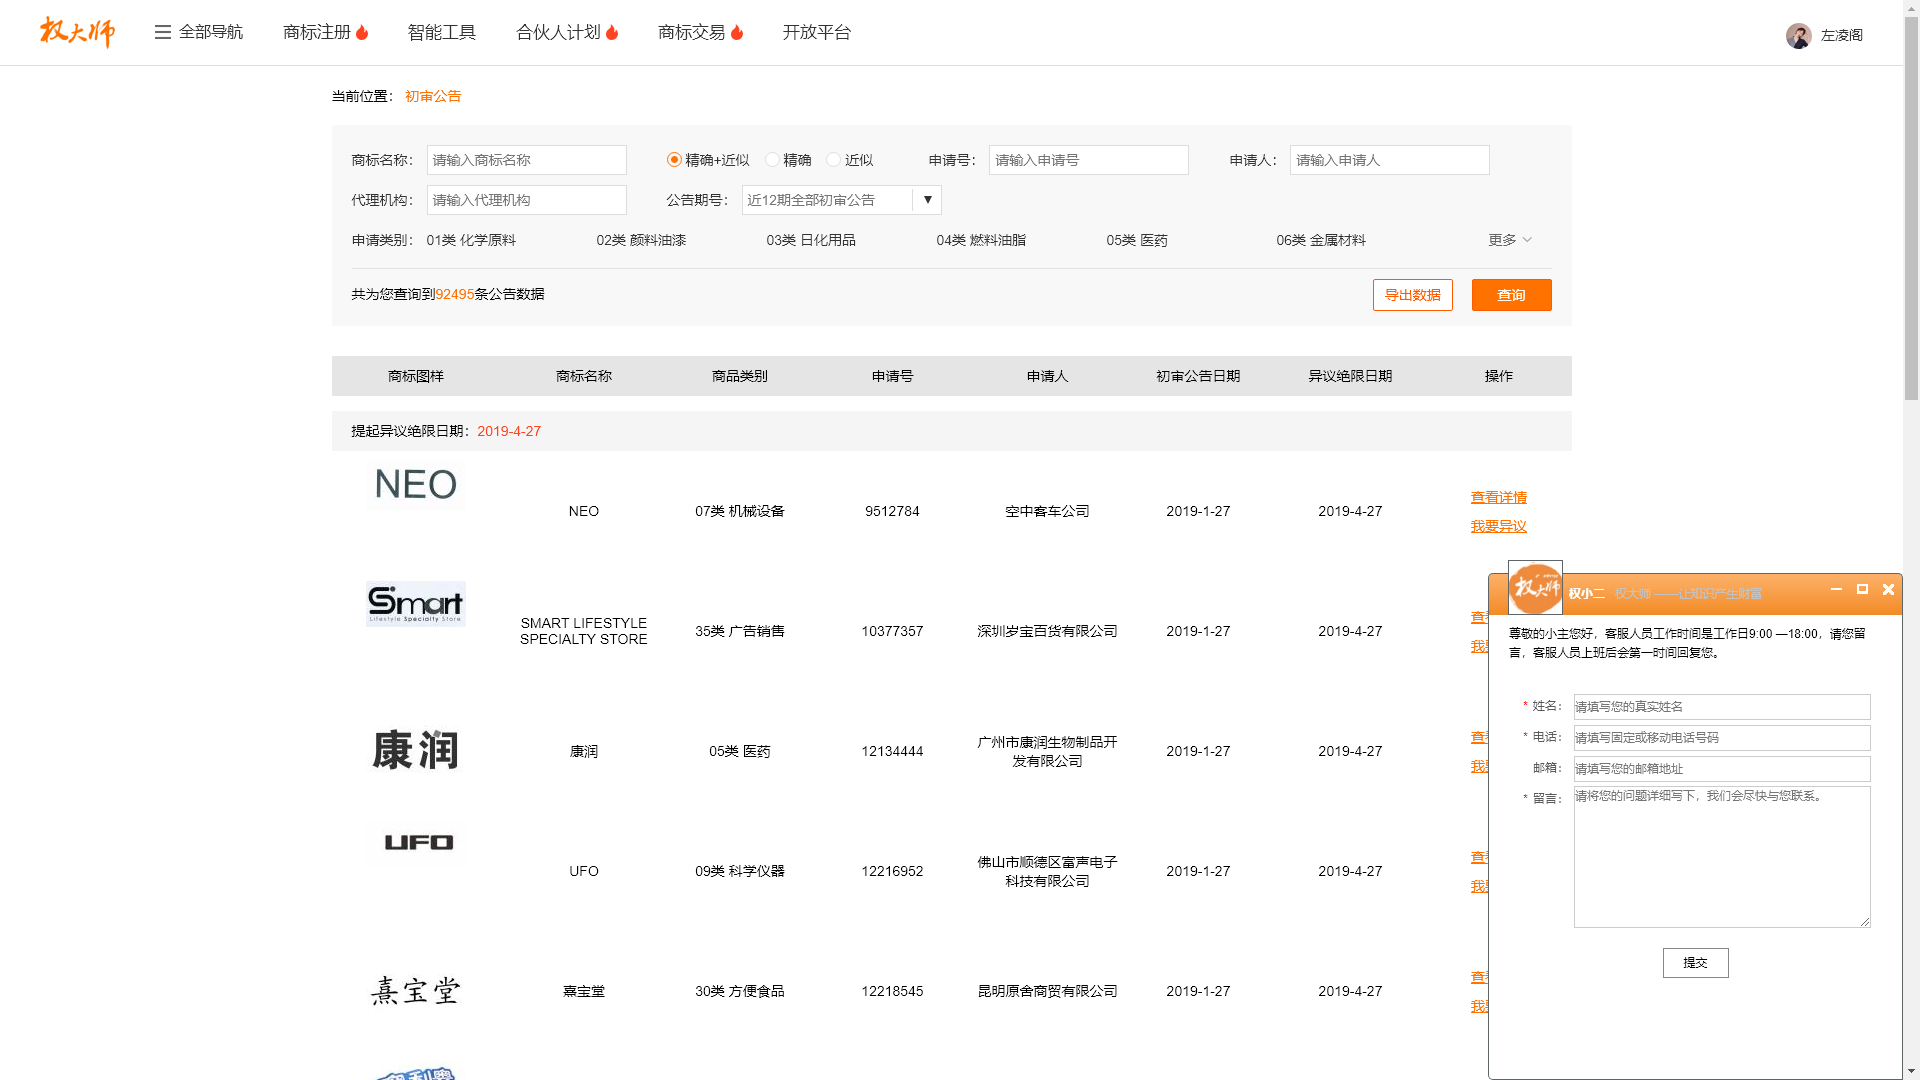 权大师
全部导航
商标注册
智能工具
合伙人计划
商标交易
开放平台
左凌阁
当前位置： 初审公告
商标名称： 请输入商标名称 精确+近似 精确 近似 申请号： 请输入申请号 申请人： 请输入申请人
代理机构： 请输入代理机构 公告期号： 近12期全部初审公告 ▼
申请类别： 01类 化学原料 02类 颜料油漆 03类 日化用品 04类 燃料油脂 05类 医药 06类 金属材料 更多
共为您查询到92495条公告数据
导出数据
查询
商标图样 商标名称 商品类别 申请号 申请人 初审公告日期 异议绝限日期 操作
提起异议绝限日期：2019-4-27
NEO
NEO 07类 机械设备 9512784 空中客车公司 2019-1-27 2019-4-27
查看详情
我要异议
Smart
Lifestyle Specialty Store
SMART LIFESTYLE
SPECIALTY STORE
35类 广告销售 10377357 深圳岁宝百货有限公司 2019-1-27 2019-4-27
查
我
康润
康润 05类 医药 12134444
广州市康润生物制品开
发有限公司
2019-1-27 2019-4-27
查
我
UFO
UFO 09类 科学仪器 12216952
佛山市顺德区富声电子
科技有限公司
2019-1-27 2019-4-27
查
我
熹宝堂
熹宝堂 30类 方便食品 12218545 昆明原舍商贸有限公司 2019-1-27 2019-4-27
查
我
权大师
权小二 权大师 ——让知识产生财富
尊敬的小主您好，客服人员工作时间是工作日9:00 —18:00，请您留
言，客服人员上班后会第一时间回复您。
* 姓名： 请填写您的真实姓名
* 电话： 请填写固定或移动电话号码
邮箱： 请填写您的邮箱地址
* 留言： 请将您的问题详细写下，我们会尽快与您联系。
提交